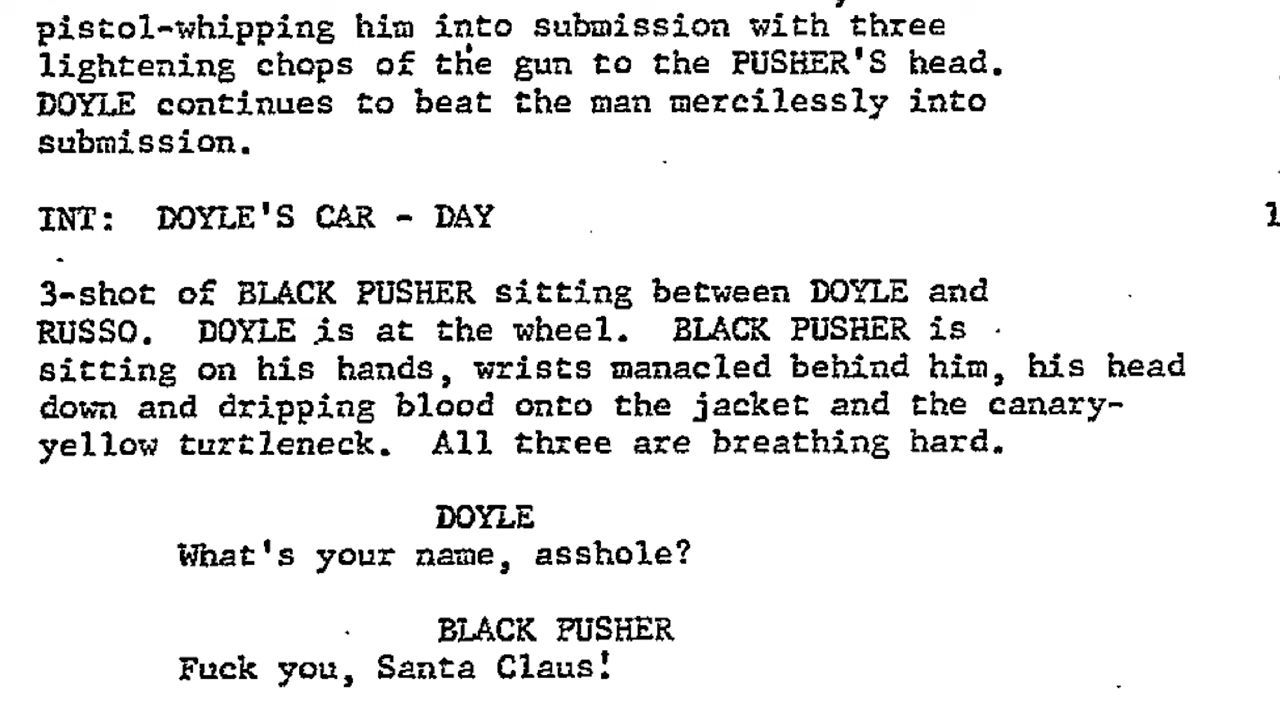 pistol-whipping him into submission with three
lightening chops of the gun to the PUSHER'S head.
DOYLE continues to beat the man mercilessly into
submission.
INT: DOYLE'S CAR - DAY
3-shot of BLACK PUSHER sitting between DOYLE and
RUSSO. DOYLE is at the wheel. BLACK PUSHER is
sitting on his hands, wrists manacled behind him, his head
down and dripping blood onto the jacket and the canary-
yellow turtleneck. All three are breathing hard.
DOYLE
What's your name, asshole?
BLACK PUSHER
Fuck you, Santa Claus!